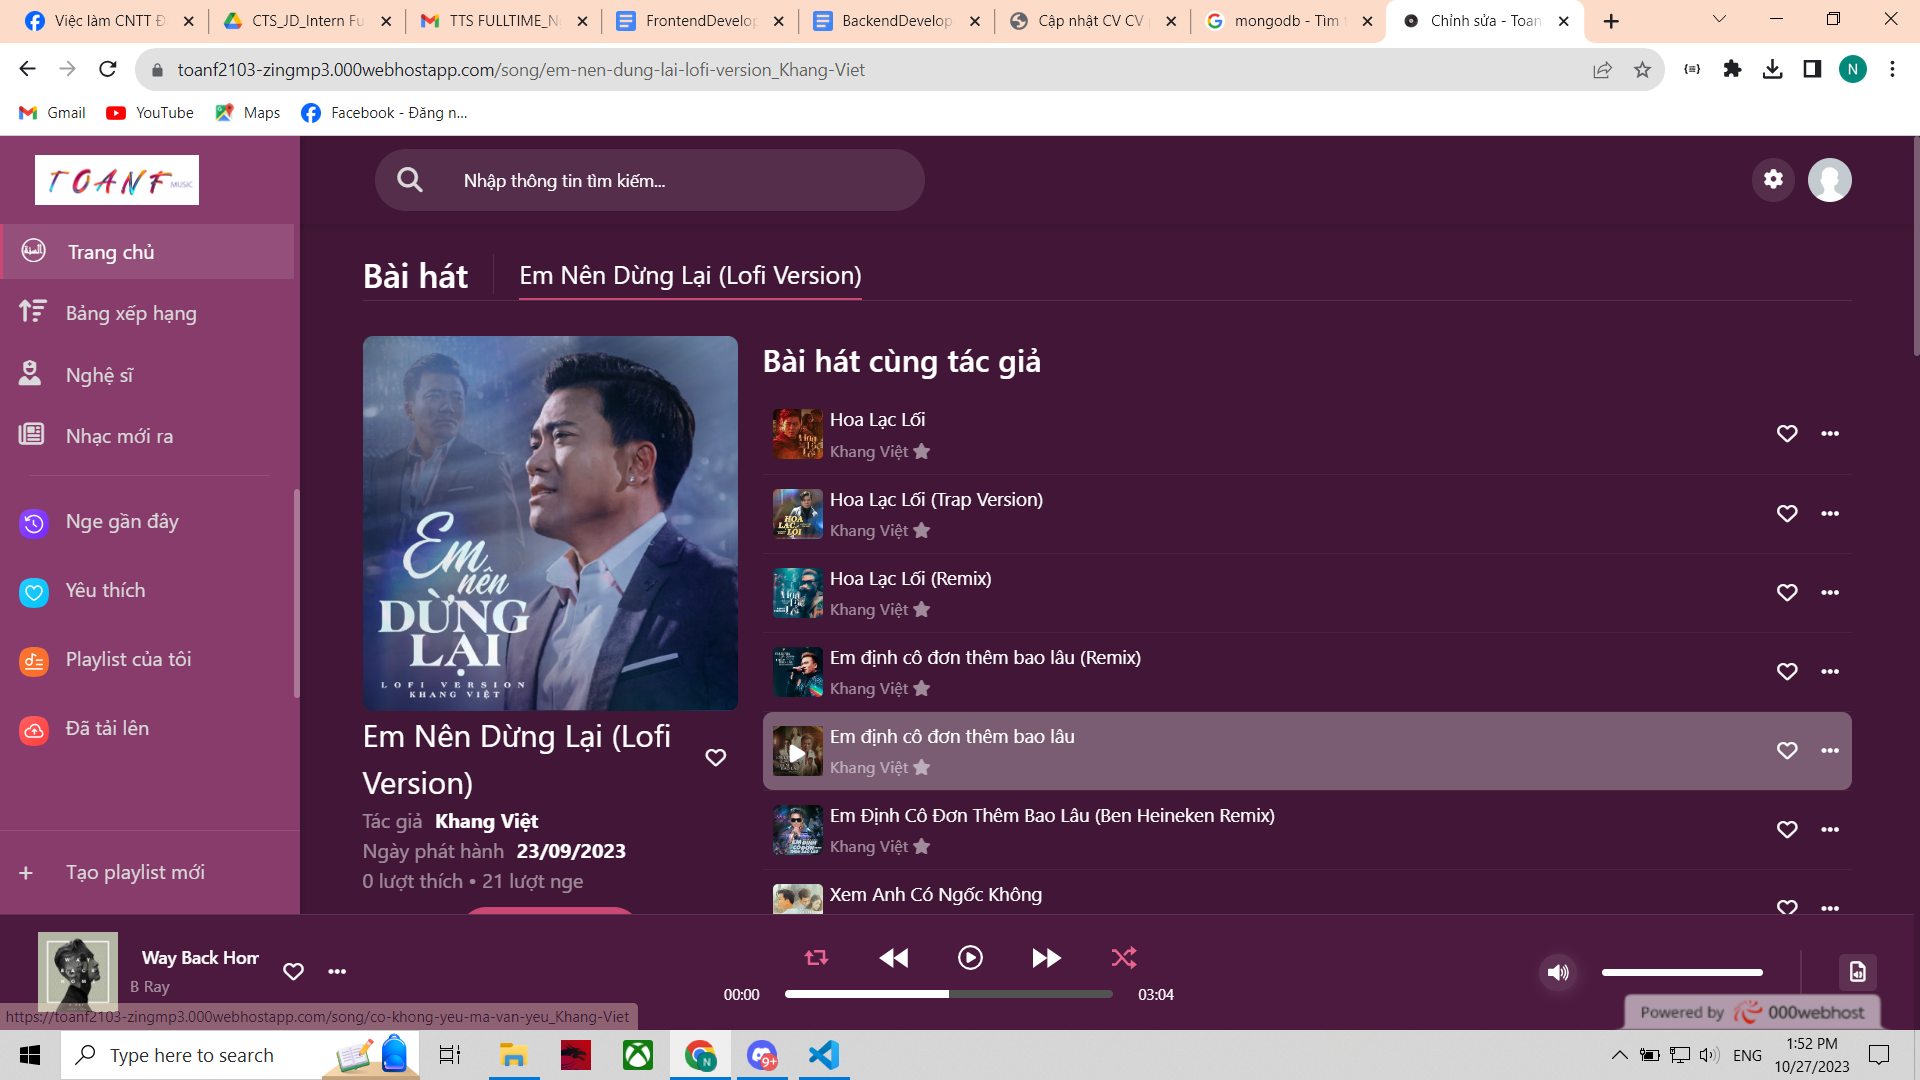 Việc làm CNTT Đ
CTS_JD_Intern Fu
TTS FULLTIME_N
FrontendDevelop
BackendDevelop
Cập nhật CV CV
mongodb - Tìm
Chỉnh sửa - Toan
toanf2103-zingmp3.000webhostapp.com/song/em-nen-dung-lai-lofi-version_Khang-Viet
N
Gmail
YouTube
Maps
Facebook - Đăng n...
TOANF MUSIC
Nhập thông tin tìm kiếm...
Trang chủ
Bảng xếp hạng
Nghệ sĩ
Nhạc mới ra
Nge gần đây
Yêu thích
Playlist của tôi
Đã tải lên
+ Tạo playlist mới
Bài hát
Em Nên Dừng Lại (Lofi Version)
Em
nên
DỪNG
LẠI
LOFI VERSION
KHANG VIỆT
Em Nên Dừng Lại (Lofi
Version)
Tác giả Khang Việt
Ngày phát hành 23/09/2023
0 lượt thích • 21 lượt nge
Bài hát cùng tác giả
Hoa Lạc Lối
Khang Việt
Hoa Lạc Lối (Trap Version)
Khang Việt
Hoa Lạc Lối (Remix)
Khang Việt
Em định cô đơn thêm bao lâu (Remix)
Khang Việt
Em định cô đơn thêm bao lâu
Khang Việt
Em Định Cô Đơn Thêm Bao Lâu (Ben Heineken Remix)
Khang Việt
Xem Anh Có Ngốc Không
WAY
BACK
HOME
Way Back Hom
B Ray
00:00
03:04
Powered by 000webhost
https://toanf2103-zingmp3.000webhostapp.com/song/co-khong-yeu-ma-van-yeu_Khang-Viet
Type here to search
N
9+
ENG
1:52 PM
10/27/2023